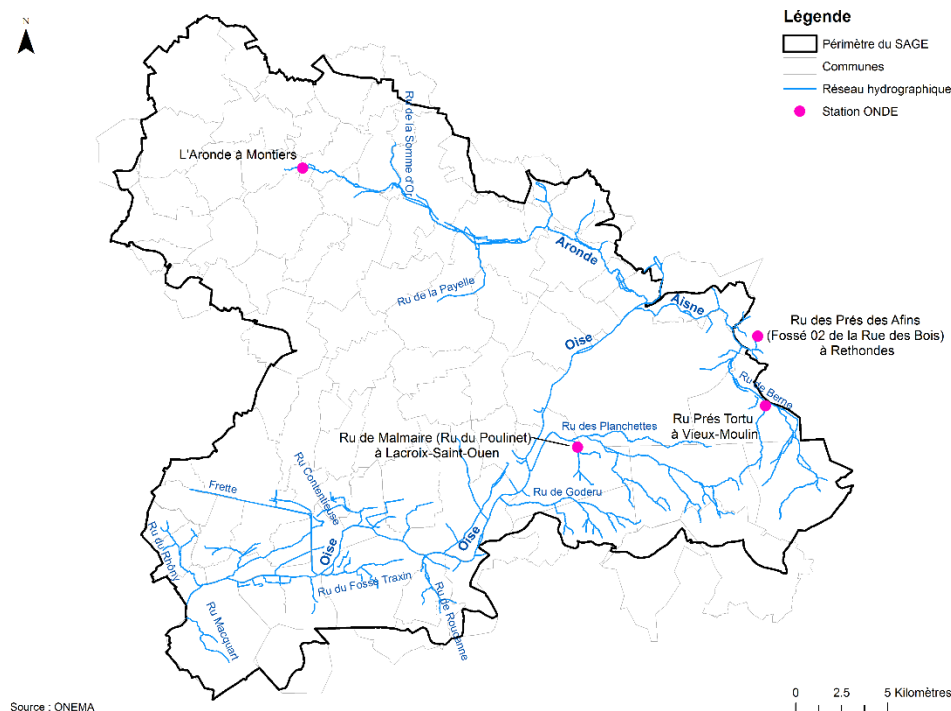 N
Légende
Périmètre du SAGE
Communes
Réseau hydrographique
Station ONDE
L'Aronde à Montiers
Ru de la Somme d'Or
Aronde
Ru de la Payelle
Aisne
Oise
Ru des Prés des Afins
(Fossé 02 de la Rue des Bois)
à Rethondes
Ru de Berne
Ru Prés Tortu
à Vieux-Moulin
Ru des Planchettes
Ru de Malmaire (Ru du Poulinet)
à Lacroix-Saint-Ouen
Ru de Goderu
Ru Contentieuse
Frette
Oise
Oise
Ru du Rhôny
Ru du Fossé Traxin
Ru de Roucanne
Ru Macquart
Source : ONEMA
0 2.5 5 Kilomètres